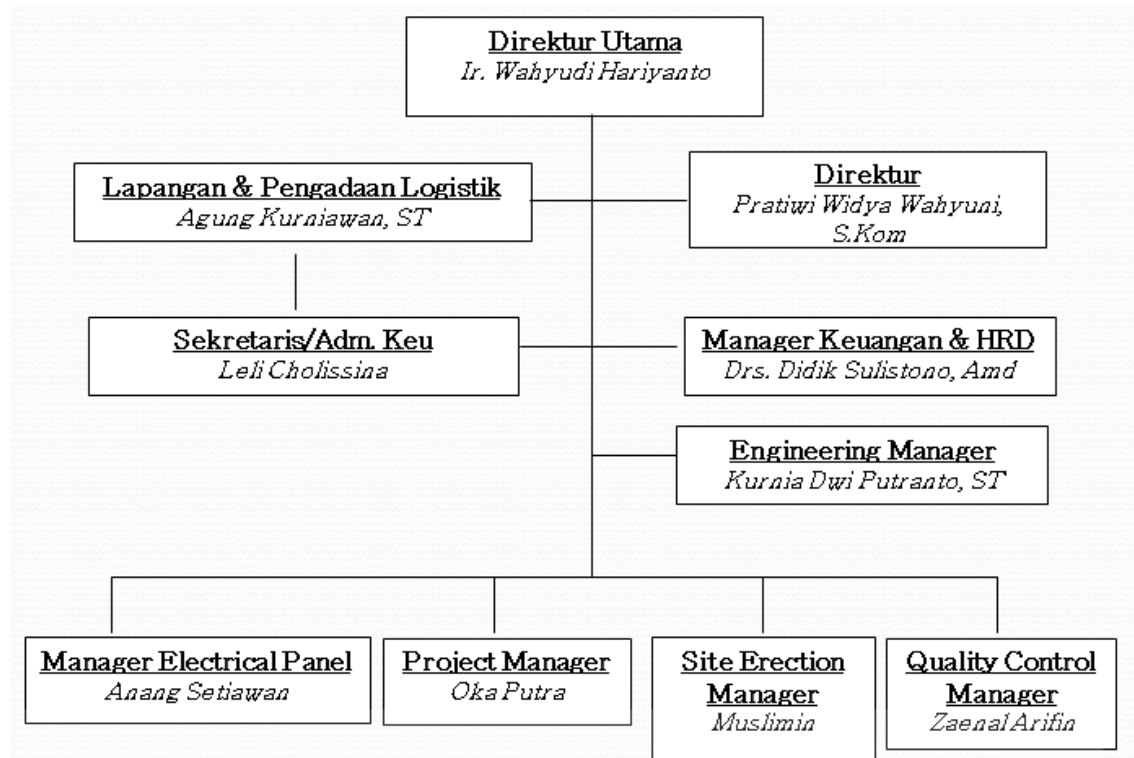 Direktur Utama
Ir. Wahyudi Hariyanto
Lapangan & Pengadaan Logistik
Agung Kurniawan, ST
Direktur
Pratiwi Widya Wahyuni,
S.Kom
Sekretaris/Adm. Keu
Leli Cholissina
Manager Keuangan & HRD
Drs. Didik Sulistono, Amd
Engineering Manager
Kurnia Dwi Putranto, ST
Manager Electrical Panel
Anang Setiawan
Project Manager
Oka Putra
Site Erection
Manager
Muslimin
Quality Control
Manager
Zaenal Arifin